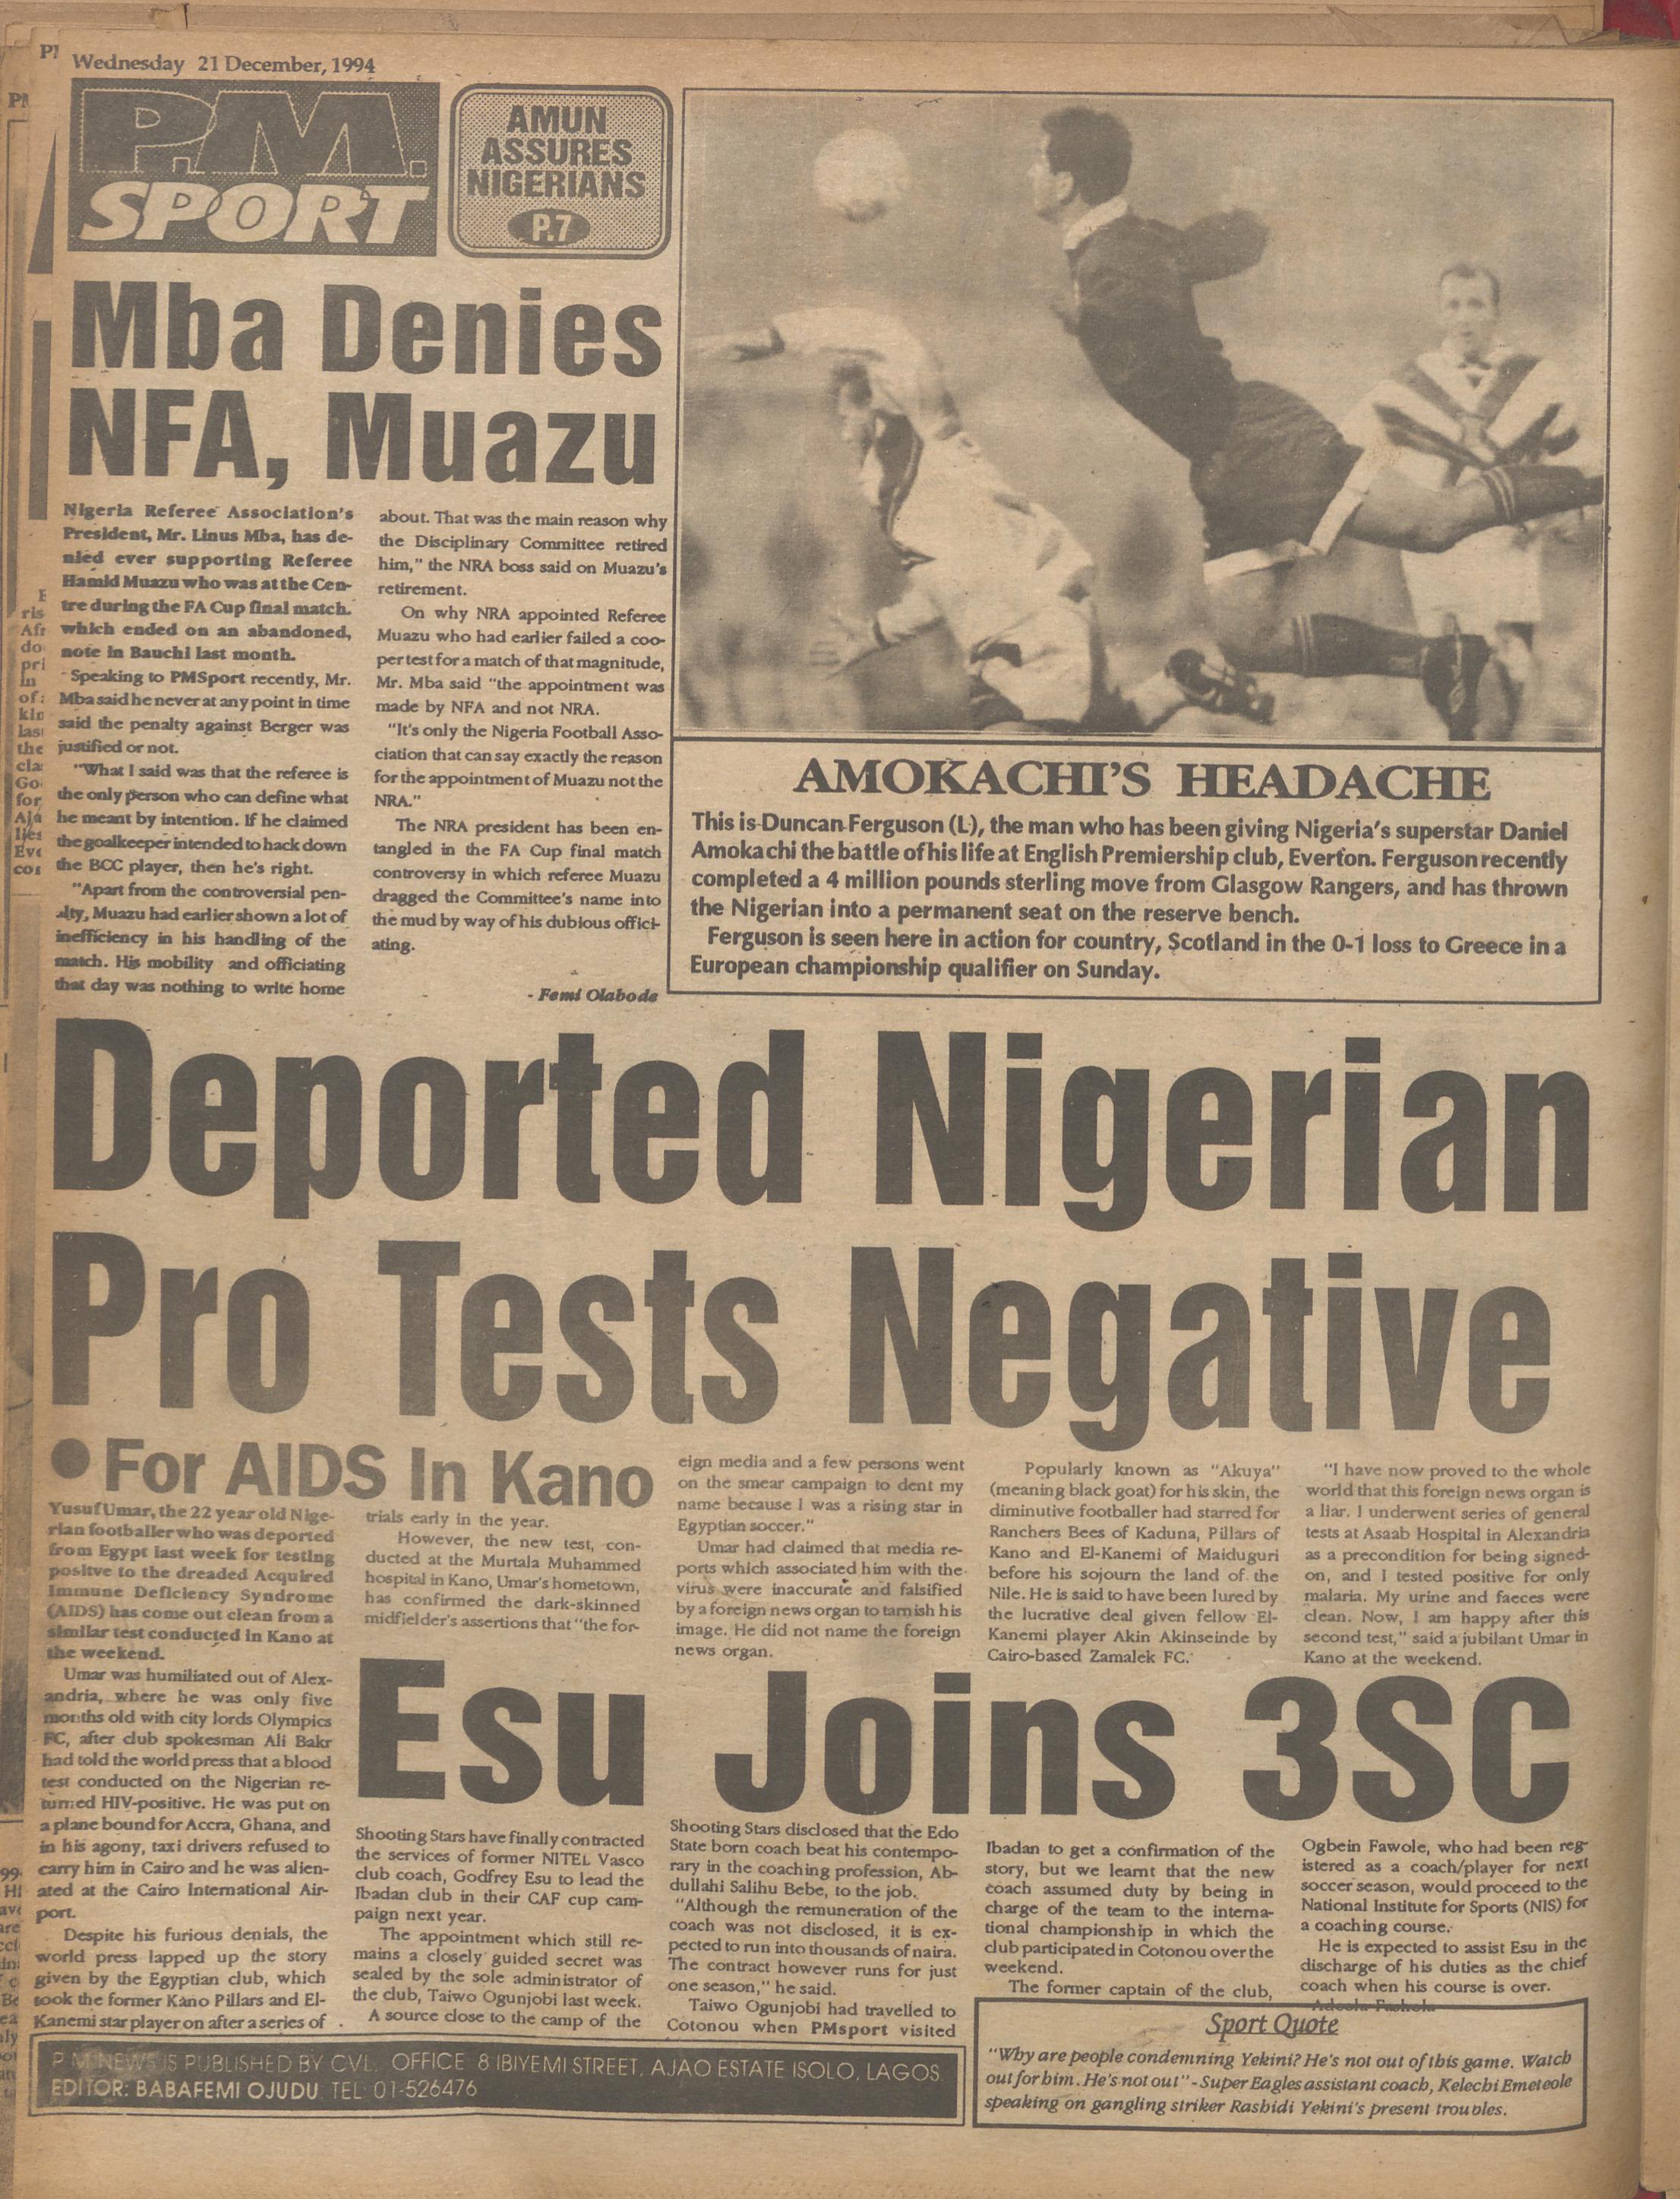 Wednesday 21 December, 1994
P.M.
SPORT
AMUN
ASSURES
NIGERIANS
P.7
Mba Denies
NFA, Muazu
Nigeria Referee Association's
President, Mr. Linus Mba, has de-
nied ever supporting Referee
Hamid Muazu who was at the Cen-
tre during the FA Cup final match.
which ended on an abandoned,
note in Bauchi last month.
Speaking to PMSport recently, Mr.
Mba said he never at any point in time
said the penalty against Berger was
justified or not.
"What I said was that the referee is
the only person who can define what
he meant by intention. If he claimed
the goalkeeper intended to hack down
the BCC player, then he's right.
"Apart from the controversial pen-
alty, Muazu had earlier shown a lot of
inefficiency in his handling of the
match. His mobility and officiating
that day was nothing to write home
about. That was the main reason why
the Disciplinary Committee retired
him," the NRA boss said on Muazu's
retirement.
On why NRA appointed Referee
Muazu who had earlier failed a coo-
per test for a match of that magnitude,
Mr. Mba said "the appointment was
made by NFA and not NRA.
"It's only the Nigeria Football Asso-
ciation that can say exactly the reason
for the appointment of Muazu not the
NRA."
The NRA president has been en-
tangled in the FA Cup final match
controversy in which referee Muazu
dragged the Committee's name into
the mud by way of his dubious offici-
ating.
- Femi Olabode
AMOKACHI'S HEADACHE
This is Duncan Ferguson (L), the man who has been giving Nigeria's superstar Daniel
Amokachi the battle of his life at English Premiership club, Everton. Ferguson recently
completed a 4 million pounds sterling move from Glasgow Rangers, and has thrown
the Nigerian into a permanent seat on the reserve bench.
Ferguson is seen here in action for country, Scotland in the 0-1 loss to Greece in a
European championship qualifier on Sunday.
Deported Nigerian
Pro Tests Negative
● For AIDS In Kano
Yusuf Umar, the 22 year old Nige-
rian footballer who was deported
from Egypt last week for testing
positve to the dreaded Acquired
Immune Deficiency Syndrome
(AIDS) has come out clean from a
similar test conducted in Kano at
the weekend.
Umar was humiliated out of Alex-
andria, where he was only five
months old with city lords Olympics
FC, after club spokesman Ali Bakr
had told the world press that a blood
test conducted on the Nigerian re-
turned HIV-positive. He was put on
a plane bound for Accra, Ghana, and
in his agony, taxi drivers refused to
carry him in Cairo and he was alien-
ated at the Cairo International Air-
port.
Despite his furious denials, the
world press lapped up the story
given by the Egyptian club, which
took the former Kano Pillars and El-
Kanemi star player on after a series of
trials early in the year.
However, the new test, con-
ducted at the Murtala Muhammed
hospital in Kano, Umar's hometown,
has confirmed the dark-skinned
midfielder's assertions that "the for-
eign media and a few persons went
on the smear campaign to dent my
name because I was a rising star in
Egyptian soccer."
Umar had claimed that media re-
ports which associated him with the
virus were inaccurate and falsified
by a foreign news organ to tarnish his
image. He did not name the foreign
news organ.
Popularly known as "Akuya"
(meaning black goat) for his skin, the
diminutive footballer had starred for
Ranchers Bees of Kaduna, Pillars of
Kano and El-Kanemi of Maiduguri
before his sojourn the land of the
Nile. He is said to have been lured by
the lucrative deal given fellow El-
Kanemi player Akin Akinseinde by
Cairo-based Zamalek FC.
"I have now proved to the whole
world that this foreign news organ is
a liar. I underwent series of general
tests at Asaab Hospital in Alexandria
as a precondition for being signed-
on, and I tested positive for only
malaria. My urine and faeces were
clean. Now, I am happy after this
second test," said a jubilant Umar in
Kano at the weekend.
Esu Joins 3SC
Shooting Stars have finally contracted
the services of former NITEL Vasco
club coach, Godfrey Esu to lead the
Ibadan club in their CAF cup cam-
paign next year.
The appointment which still re-
mains a closely guided secret was
sealed by the sole administrator of
the club, Taiwo Ogunjobi last week.
A source close to the camp of the
Shooting Stars disclosed that the Edo
State born coach beat his contempo-
rary in the coaching profession, Ab-
dullahi Salihu Bebe, to the job.
"Although the remuneration of the
coach was not disclosed, it is ex-
pected to run into thousands of naira.
The contract however runs for just
one season," he said.
Taiwo Ogunjobi had travelled to
Cotonou when PMsport visited
Ibadan to get a confirmation of the
story, but we learnt that the new
coach assumed duty by being in
charge of the team to the interna-
tional championship in which the
club participated in Cotonou over the
weekend.
The former captain of the club,
Ogbein Fawole, who had been reg-
istered as a coach/player for next
soccer season, would proceed to the
National Institute for Sports (NIS) for
a coaching course.
He is expected to assist Esu in the
discharge of his duties as the chief
coach when his course is over.
P.M NEWS IS PUBLISHED BY CVL, OFFICE 8 IBIYEMI STREET, AJAO ESTATE ISOLO, LAGOS
EDITOR: BABAFEMI OJUDU TEL: 01-526476
Sport Quote
"Why are people condemning Yekini? He's not out of this game. Watch
out for him. He's not out" - Super Eagles assistant coach, Kelechi Emeteole
speaking on gangling striker Rashidi Yekini's present troubles.